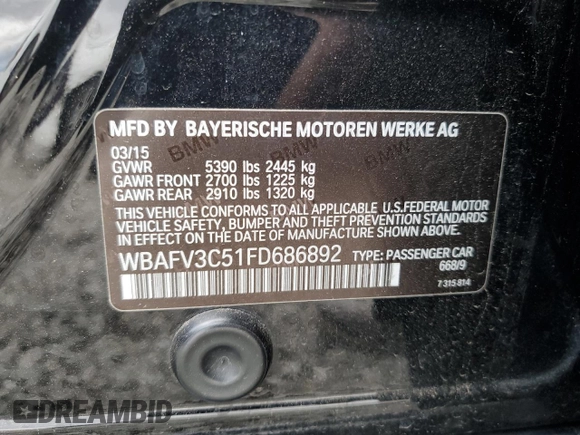 MFD BY BAYERISCHE MOTOREN WERKE AG
03/15
GVWR 5390 lbs 2445 kg
GAWR FRONT 2700 lbs 1225 kg
GAWR REAR 2910 lbs 1320 kg
THIS VEHICLE CONFORMS TO ALL APPLICABLE U.S.FEDERAL MOTOR
VEHICLE SAFETY, BUMPER AND THEFT PREVENTION STANDARDS
IN EFFECT ON THE DATE OF MANUFACTURE SHOWN ABOVE.
WBAFV3C51FD686892 TYPE: PASSENGER CAR
668/9
7 315 814
BMW
BMW
BMW
DREAMBID